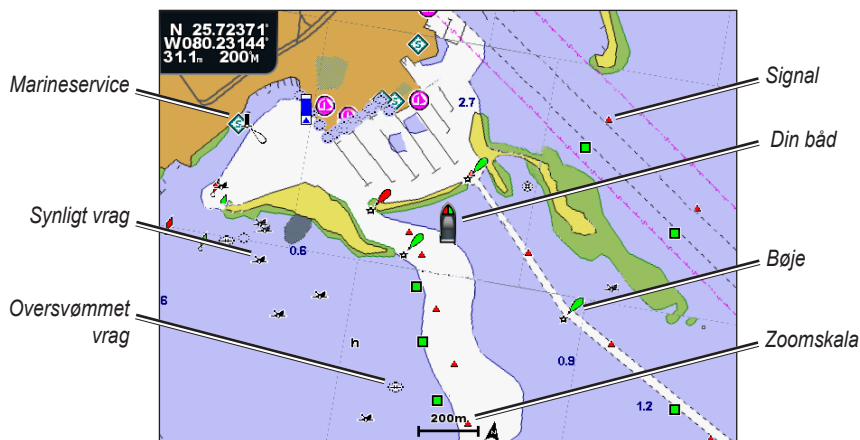 N 25.72371'
W080.23144'
31.1m 200°M
Marineservice
Signal
2.7
Din båd
Synligt vrag
0.6
Bøje
6
Oversvømmet
vrag
h
Zoomskala
0.9
1.2
200m
N